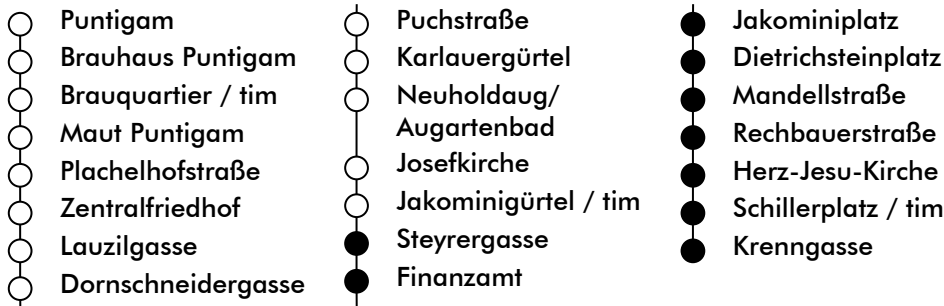 Puntigam
Brauhaus Puntigam
Brauquartier / tim
Maut Puntigam
Plachelhofstraße
Zentralfriedhof
Lauzilgasse
Dornschneidergasse
Puchstraße
Karlauergürtel
Neuholdaug/
Augartenbad
Josefkirche
Jakominigürtel / tim
Steyrergasse
Finanzamt
Jakominiplatz
Dietrichsteinplatz
Mandellstraße
Rechbauerstraße
Herz-Jesu-Kirche
Schillerplatz / tim
Krenngasse